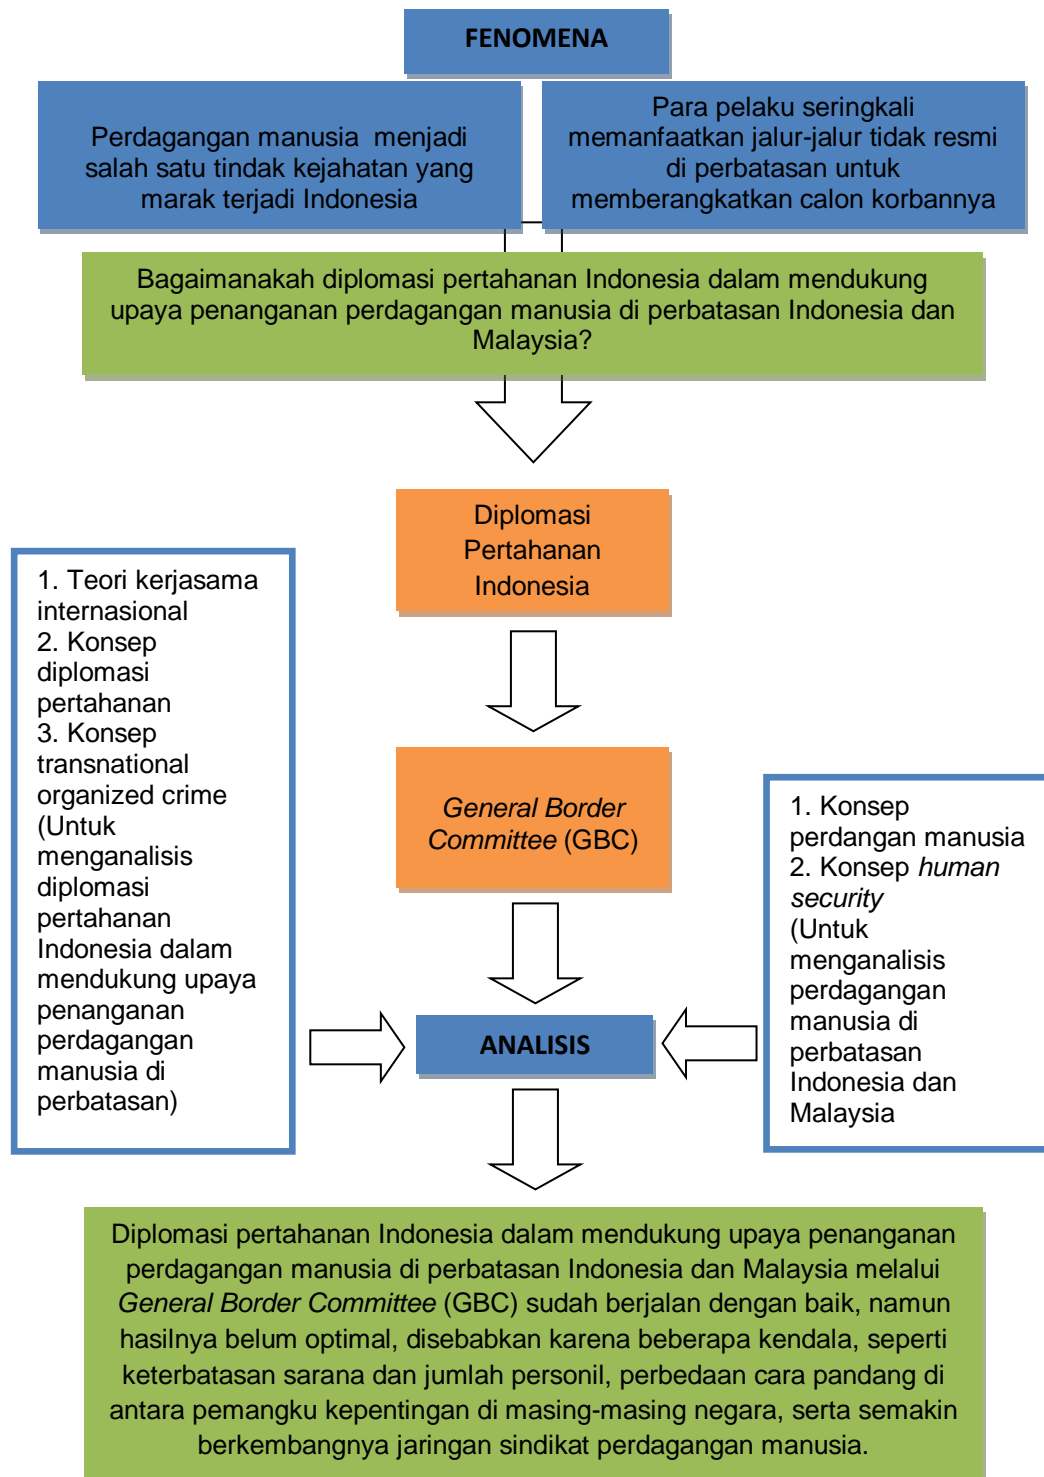 FENOMENA
Perdagangan manusia menjadi
salah satu tindak kejahatan yang
marak terjadi Indonesia
Para pelaku seringkali
memanfaatkan jalur-jalur tidak resmi
di perbatasan untuk
memberangkatkan calon korbannya
Bagaimanakah diplomasi pertahanan Indonesia dalam mendukung
upaya penanganan perdagangan manusia di perbatasan Indonesia dan
Malaysia?
Diplomasi
Pertahanan
Indonesia
1. Teori kerjasama
internasional
2. Konsep
diplomasi
pertahanan
3. Konsep
transnational
organized crime
(Untuk
menganalisis
diplomasi
pertahanan
Indonesia dalam
mendukung upaya
penanganan
perdagangan
manusia di
perbatasan)
General Border
Committee (GBC)
1. Konsep
perdangan manusia
2. Konsep human
security
(Untuk
menganalisis
perdagangan
manusia di
perbatasan
Indonesia dan
Malaysia
ANALISIS
Diplomasi pertahanan Indonesia dalam mendukung upaya penanganan
perdagangan manusia di perbatasan Indonesia dan Malaysia melalui
General Border Committee (GBC) sudah berjalan dengan baik, namun
hasilnya belum optimal, disebabkan karena beberapa kendala, seperti
keterbatasan sarana dan jumlah personil, perbedaan cara pandang di
antara pemangku kepentingan di masing-masing negara, serta semakin
berkembangnya jaringan sindikat perdagangan manusia.